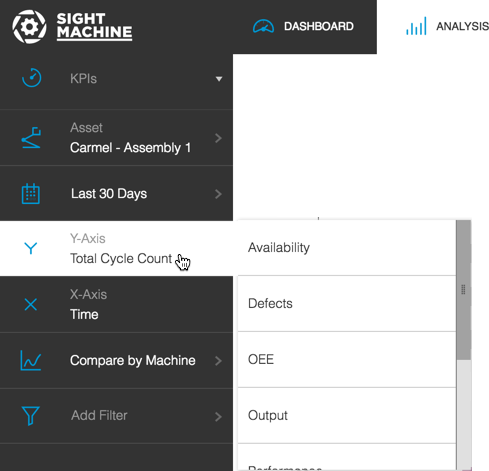 SIGHT
MACHINE
DASHBOARD
ANALYSIS
KPIs
Asset
Carmel - Assembly 1
Last 30 Days
Y
Y-Axis
Total Cycle Count
X-Axis
Time
Compare by Machine
Add Filter
Availability
Defects
OEE
Output
Performance